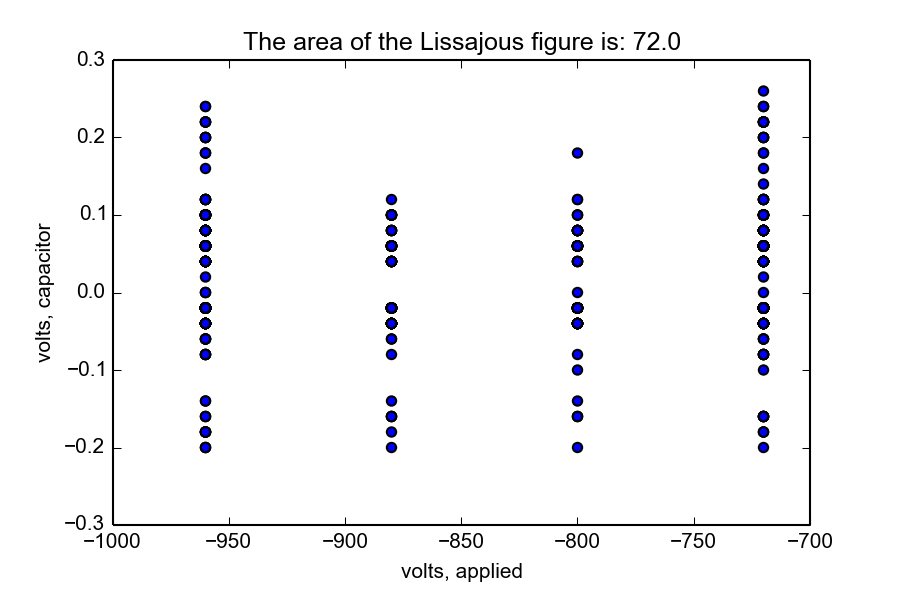 The area of the Lissajous figure is: 72.0
0.3
0.2
0.1
0.0
−0.1
−0.2
−0.3
volts, capacitor
−1000 −950 −900 −850 −800 −750 −700
volts, applied